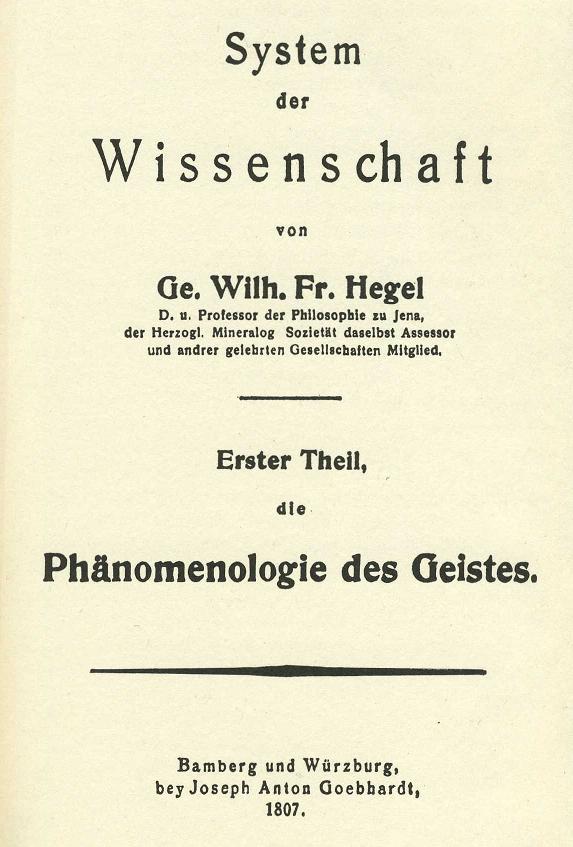 System
der
Wissenschaft
von
Ge. Wilh. Fr. Hegel
D. u. Professor der Philosophie zu Jena,
der Herzogl. Mineralog Sozietät daselbst Assessor
und andrer gelehrten Gesellschaften Mitglied.
Erster Theil,
die
Phänomenologie des Geistes.
Bamberg und Würzburg,
bey Joseph Anton Goebhardt,
1807.